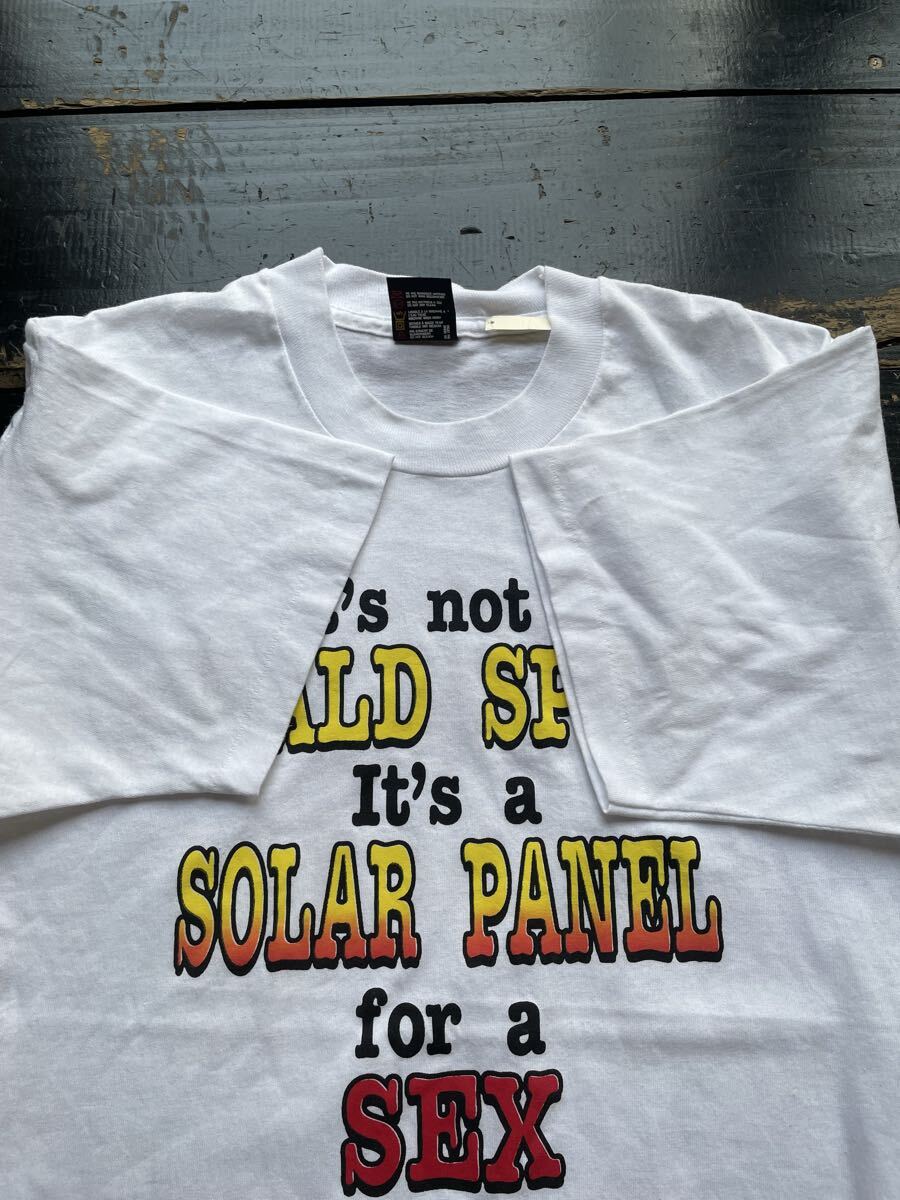 's not
ALD SP
It's a
SOLAR PANEL
for a
SEX